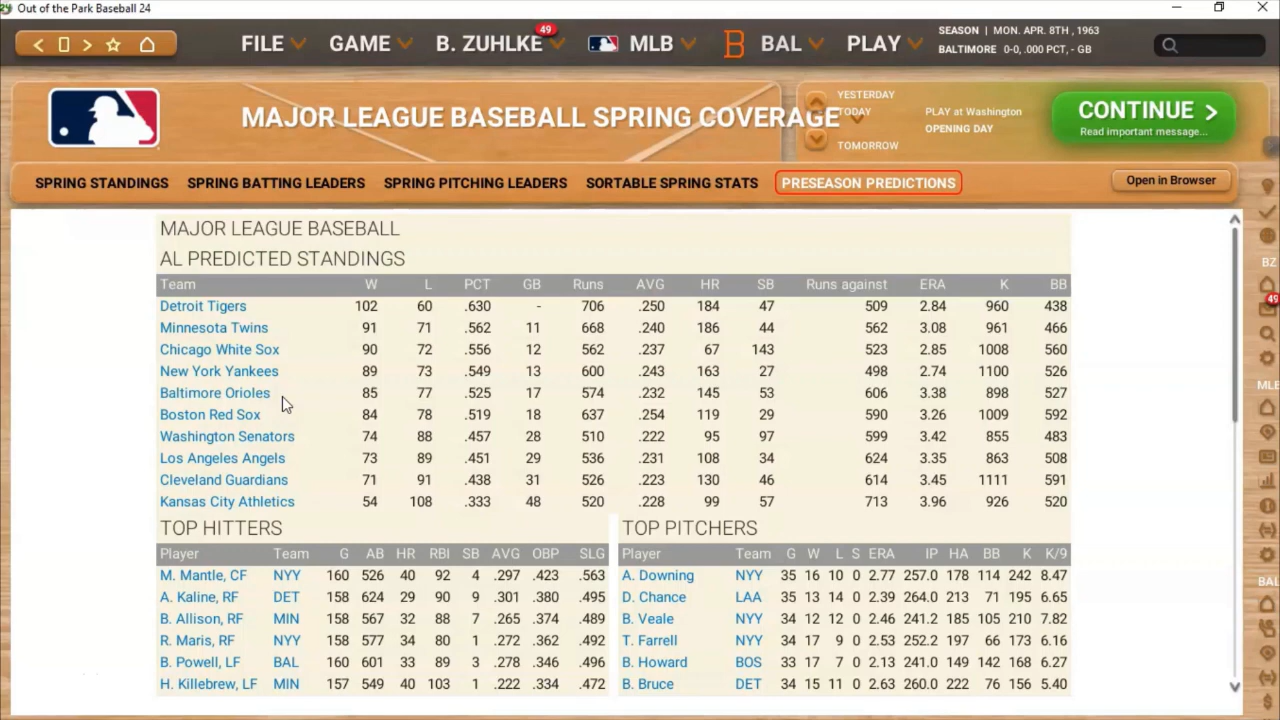 Out of the Park Baseball 24
FILE GAME B. ZUHLKE 49 MLB BAL PLAY
SEASON | MON. APR. 8TH , 1963
BALTIMORE 0-0, .000 PCT, - GB
MAJOR LEAGUE BASEBALL SPRING COVERAGE
YESTERDAY
TODAY
TOMORROW
PLAY at Washington
OPENING DAY
CONTINUE
Read important message...
SPRING STANDINGS SPRING BATTING LEADERS SPRING PITCHING LEADERS SORTABLE SPRING STATS PRESEASON PREDICTIONS Open in Browser
MAJOR LEAGUE BASEBALL
AL PREDICTED STANDINGS
Team W L PCT GB Runs AVG HR SB Runs against ERA K BB
Detroit Tigers 102 60 .630 - 706 .250 184 47 509 2.84 960 438
Minnesota Twins 91 71 .562 11 668 .240 186 44 562 3.08 961 466
Chicago White Sox 90 72 .556 12 562 .237 67 143 523 2.85 1008 560
New York Yankees 89 73 .549 13 600 .243 163 27 498 2.74 1100 526
Baltimore Orioles 85 77 .525 17 574 .232 145 53 606 3.38 898 527
Boston Red Sox 84 78 .519 18 637 .254 119 29 590 3.26 1009 592
Washington Senators 74 88 .457 28 510 .222 95 97 599 3.42 855 483
Los Angeles Angels 73 89 .451 29 536 .231 108 34 624 3.35 863 508
Cleveland Guardians 71 91 .438 31 526 .223 130 46 614 3.45 1111 591
Kansas City Athletics 54 108 .333 48 520 .228 99 57 713 3.96 926 520
TOP HITTERS
Player Team G AB HR RBI SB AVG OBP SLG
M. Mantle, CF NYY 160 526 40 92 4 .297 .423 .563
A. Kaline, RF DET 158 624 29 90 9 .301 .380 .495
B. Allison, RF MIN 158 567 32 88 7 .265 .374 .489
R. Maris, RF NYY 158 577 34 80 1 .272 .362 .492
B. Powell, LF BAL 160 601 33 89 3 .278 .346 .496
H. Killebrew, LF MIN 157 549 40 103 1 .222 .334 .472
TOP PITCHERS
Player Team G W L S ERA IP HA BB K K/9
A. Downing NYY 35 16 10 0 2.77 257.0 178 114 242 8.47
D. Chance LAA 35 13 14 0 2.39 264.0 213 71 195 6.65
B. Veale NYY 34 12 12 0 2.46 241.2 185 105 210 7.82
T. Farrell NYY 34 17 9 0 2.53 252.2 197 66 173 6.16
B. Howard BOS 33 17 7 0 2.13 241.0 149 142 168 6.27
B. Bruce DET 34 15 11 0 2.63 260.0 222 76 156 5.40
BZ
49
MLB
BAL